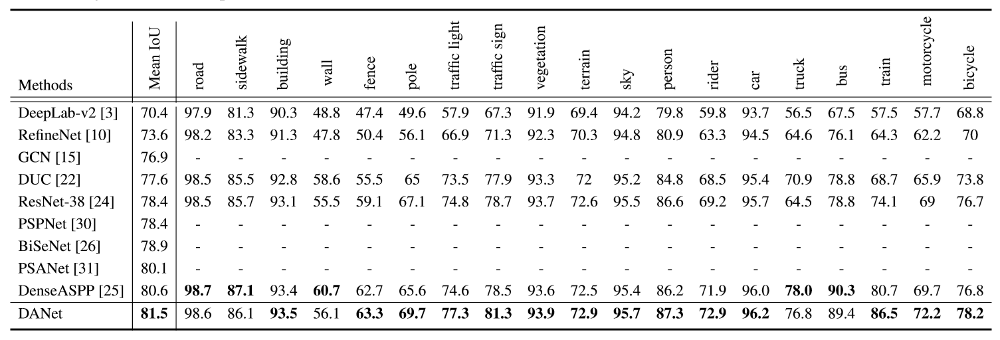 Methods Mean IoU road sidewalk building wall fence pole traffic light traffic sign vegetation terrain sky person rider car truck bus train motorcycle bicycle
DeepLab-v2 [3] 70.4 97.9 81.3 90.3 48.8 47.4 49.6 57.9 67.3 91.9 69.4 94.2 79.8 59.8 93.7 56.5 67.5 57.5 57.7 68.8
RefineNet [10] 73.6 98.2 83.3 91.3 47.8 50.4 56.1 66.9 71.3 92.3 70.3 94.8 80.9 63.3 94.5 64.6 76.1 64.3 62.2 70
GCN [15] 76.9 - - - - - - - - - - - - - - - - - - -
DUC [22] 77.6 98.5 85.5 92.8 58.6 55.5 65 73.5 77.9 93.3 72 95.2 84.8 68.5 95.4 70.9 78.8 68.7 65.9 73.8
ResNet-38 [24] 78.4 98.5 85.7 93.1 55.5 59.1 67.1 74.8 78.7 93.7 72.6 95.5 86.6 69.2 95.7 64.5 78.8 74.1 69 76.7
PSPNet [30] 78.4 - - - - - - - - - - - - - - - - - - -
BiSeNet [26] 78.9 - - - - - - - - - - - - - - - - - - -
PSANet [31] 80.1 - - - - - - - - - - - - - - - - - - -
DenseASPP [25] 80.6 98.7 87.1 93.4 60.7 62.7 65.6 74.6 78.5 93.6 72.5 95.4 86.2 71.9 96.0 78.0 90.3 80.7 69.7 76.8
DANet 81.5 98.6 86.1 93.5 56.1 63.3 69.7 77.3 81.3 93.9 72.9 95.7 87.3 72.9 96.2 76.8 89.4 86.5 72.2 78.2